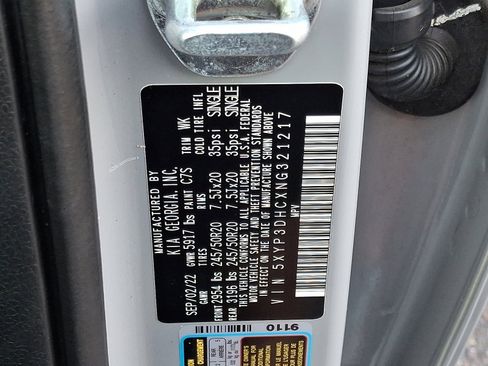 MANUFACTURED BY
KIA GEORGIA, INC.
SEP/02/22 GVWR 5917 lbs PAINT C7S TRIM WK
GAWR TIRES RIMS COLD TIRE INFL
FRONT 2954 lbs 245/50R20 7.5Jx20 35psi SINGLE
REAR 3196 lbs 245/50R20 7.5Jx20 35psi SINGLE
THIS VEHICLE CONFORMS TO ALL APPLICABLE U.S.A. FEDERAL
MOTOR VEHICLE SAFETY, BUMPER, AND THEFT PREVENTION STANDARDS
IN EFFECT ON THE DATE OF MANUFACTURE SHOWN ABOVE
VIN 5XYP3DHCXNG321217
MPV
9110